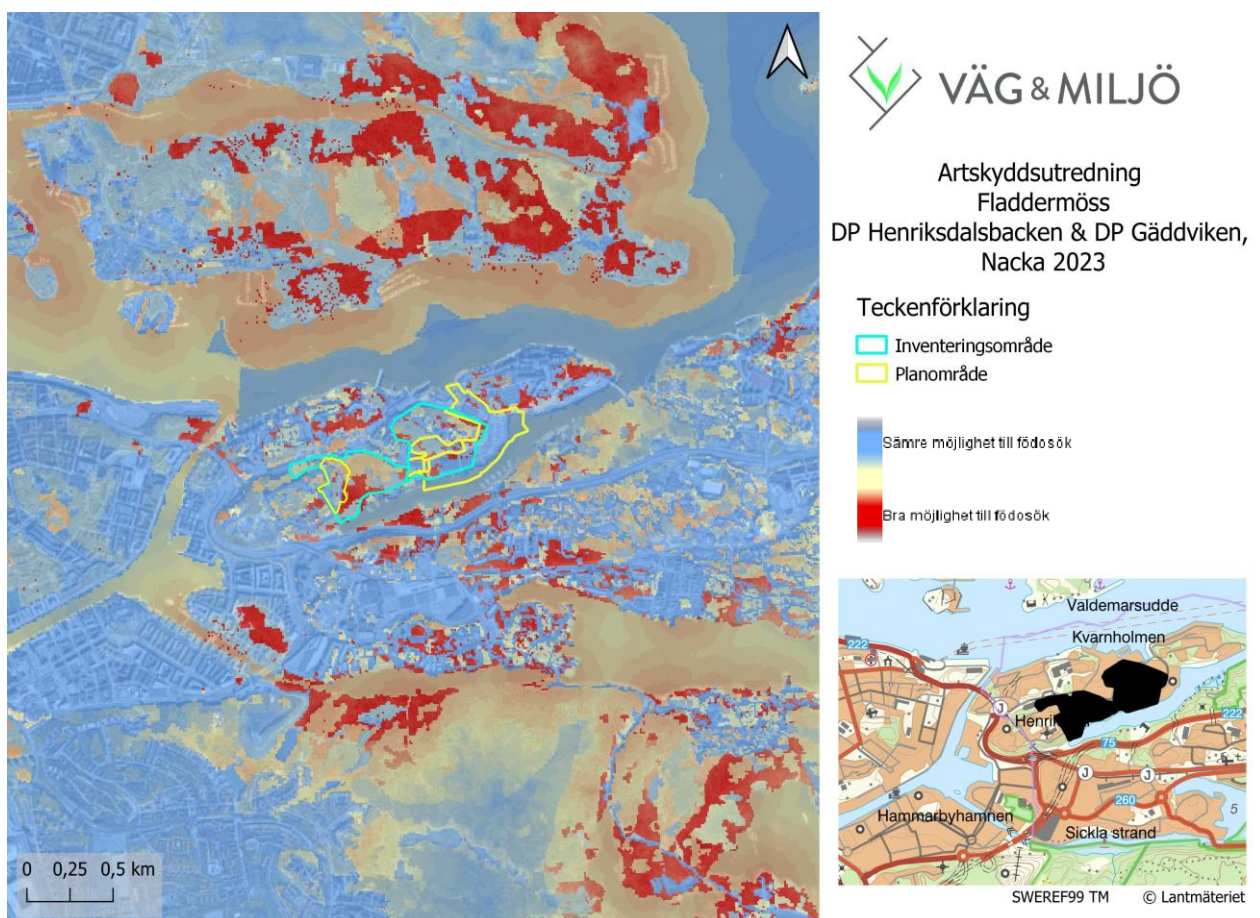 VÄG & MILJÖ
Artskyddsutredning
Fladdermöss
DP Henriksdalsbacken & DP Gäddviken,
Nacka 2023
Teckenförklaring
Inventeringsområde
Planområde
Sämre möjlighet till födosök
Bra möjlighet till födosök
0 0,25 0,5 km
Valdemarsudde
Kvarnholmen
222
J
222
75
J
J
260
Hammarbyhamnen
5
Sickla strand
SWEREF99 TM © Lantmäteriet